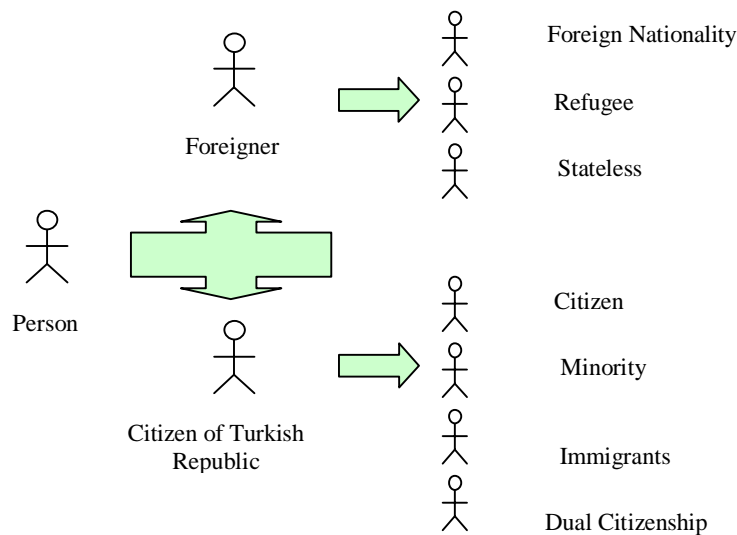 Foreign Nationality
Refugee
Foreigner
Stateless
Person
Citizen
Minority
Citizen of Turkish
Republic
Immigrants
Dual Citizenship